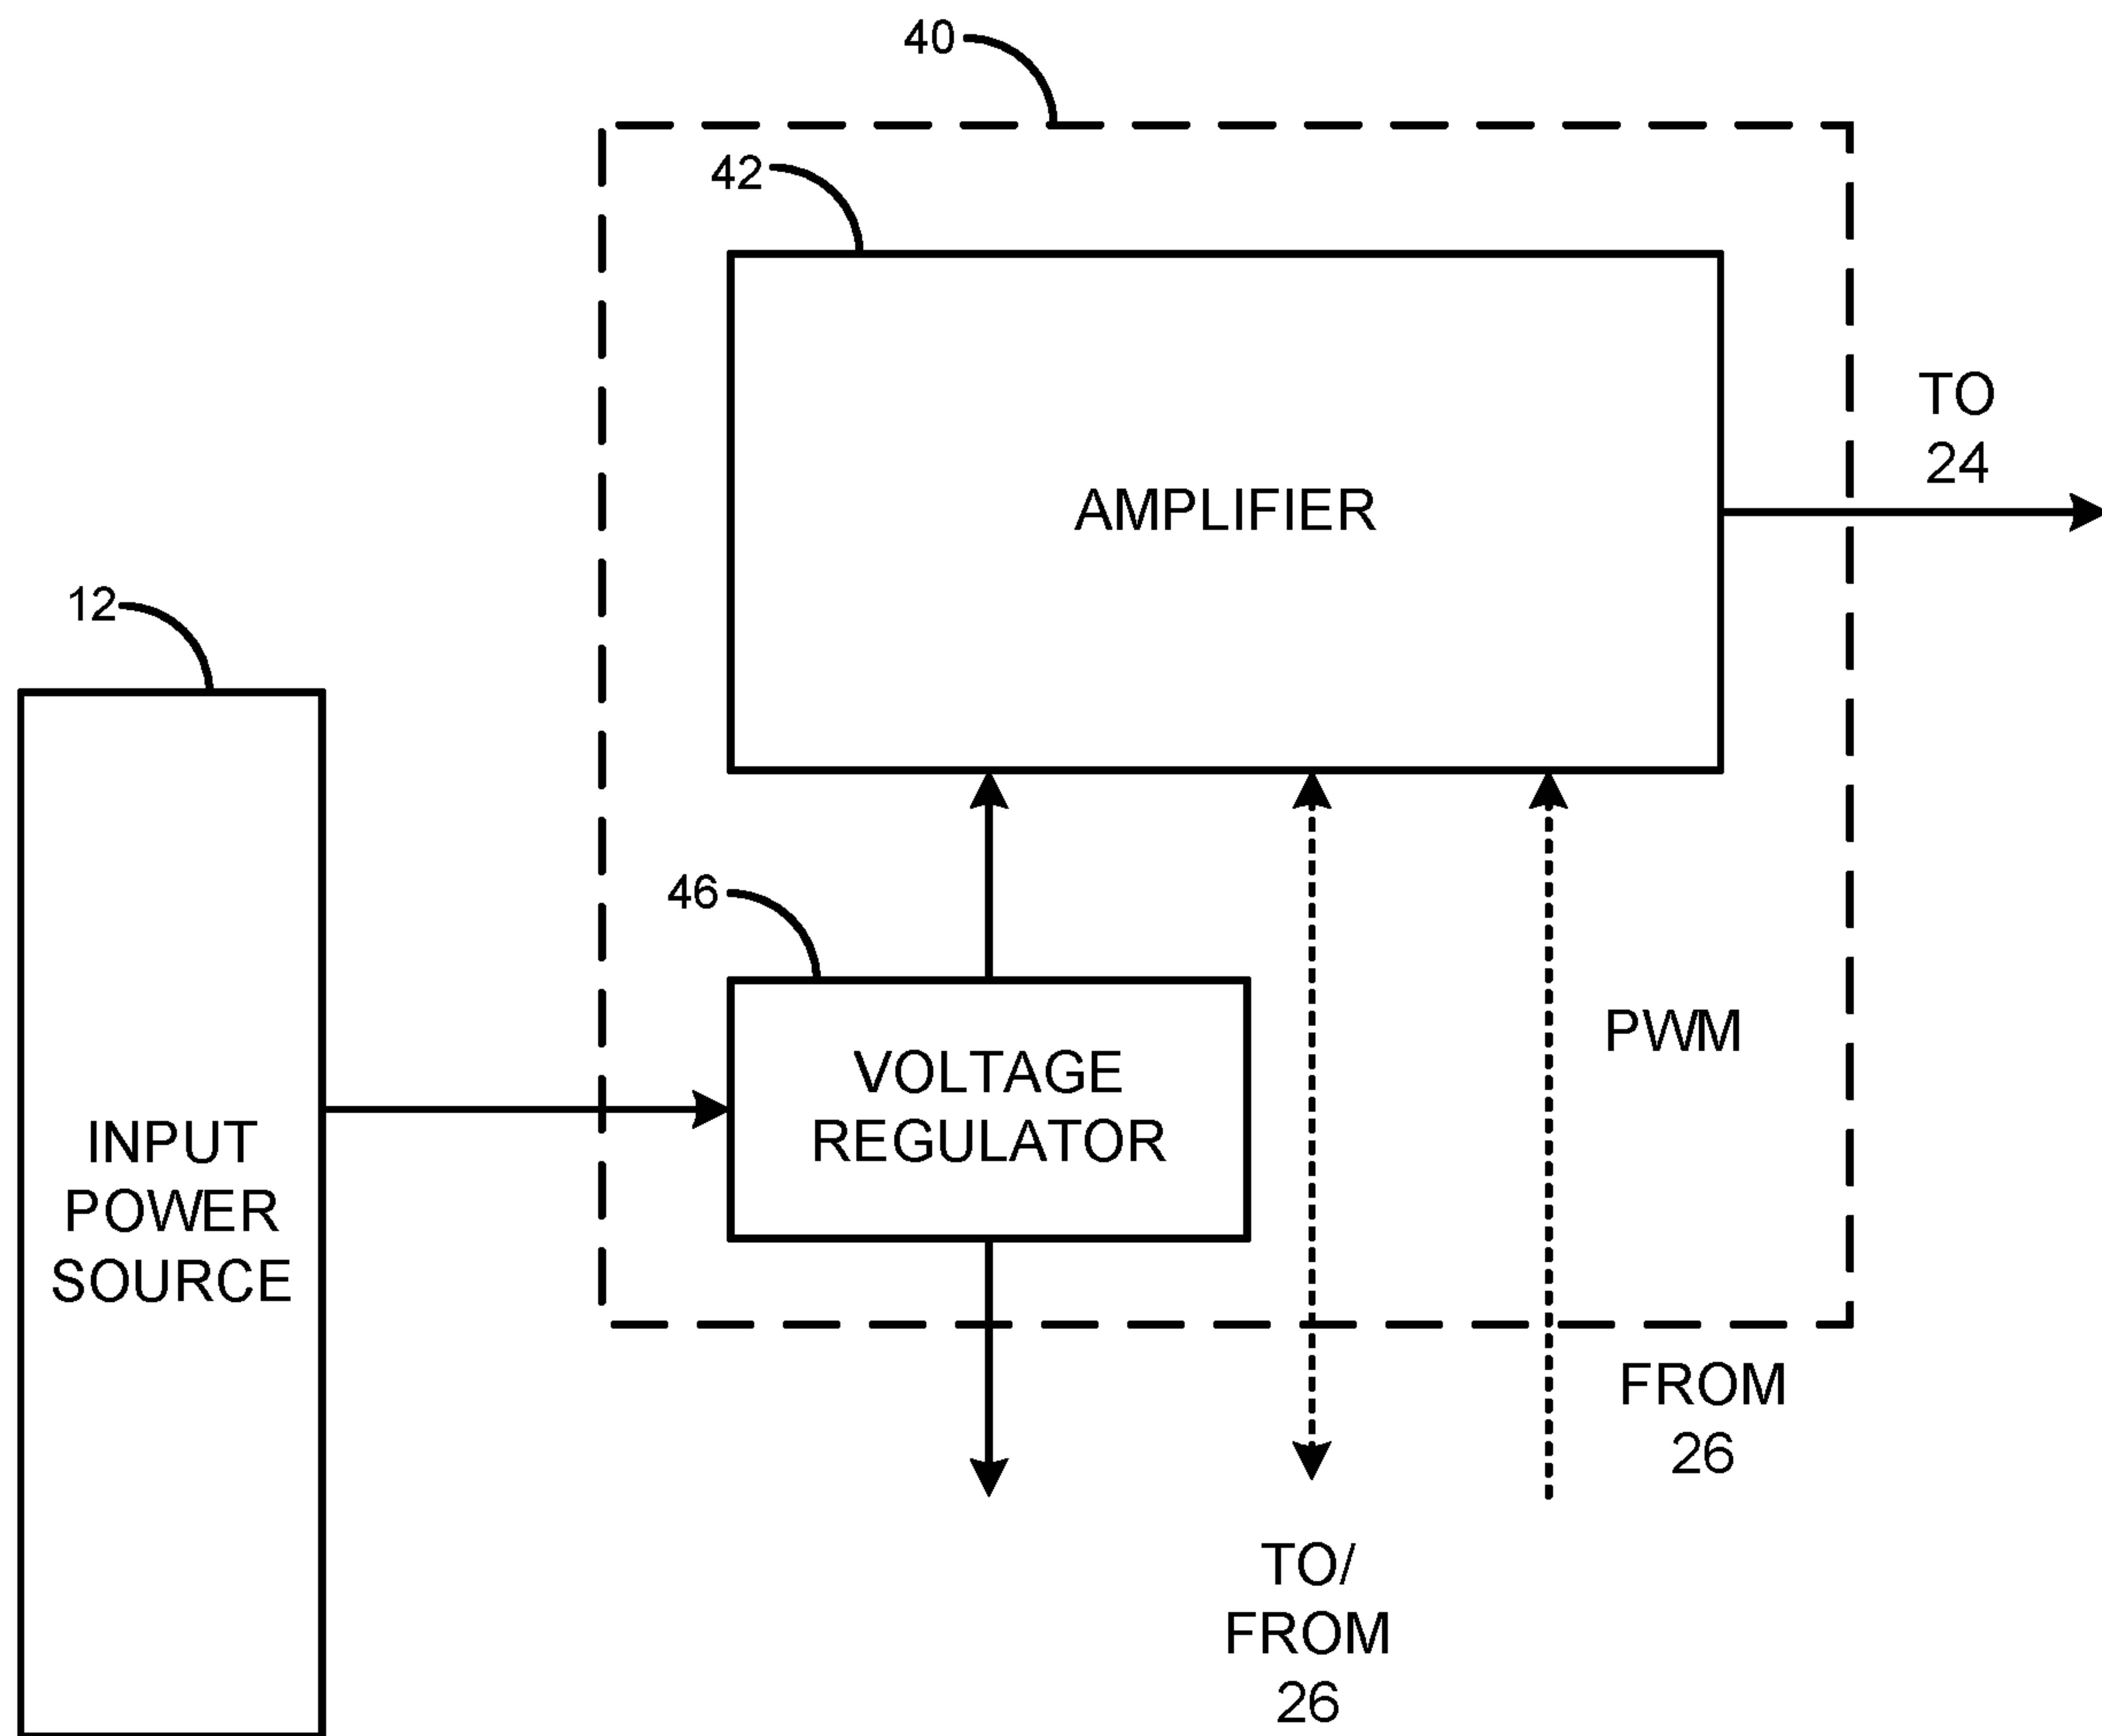 40
42
AMPLIFIER
TO
24
12
46
VOLTAGE
REGULATOR
PWM
INPUT
POWER
SOURCE
FROM
26
TO/
FROM
26